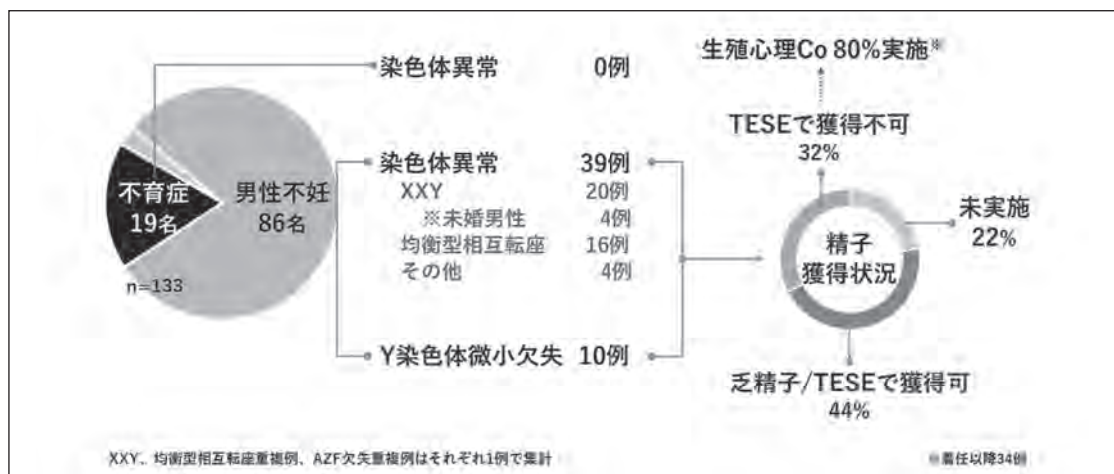 染色体異常 0例
不育症
19名
男性不妊
86名
n=133
染色体異常 39例
XXY 20例
※未婚男性 4例
均衡型相互転座 16例
その他 4例
Y染色体微小欠失 10例
生殖心理Co 80%実施※
TESEで獲得不可
32%
未実施
22%
精子
獲得状況
乏精子/TESEで獲得可
44%
XXY、均衡型相互転座重複例、AZF欠失重複例はそれぞれ1例で集計
※着任以降34例